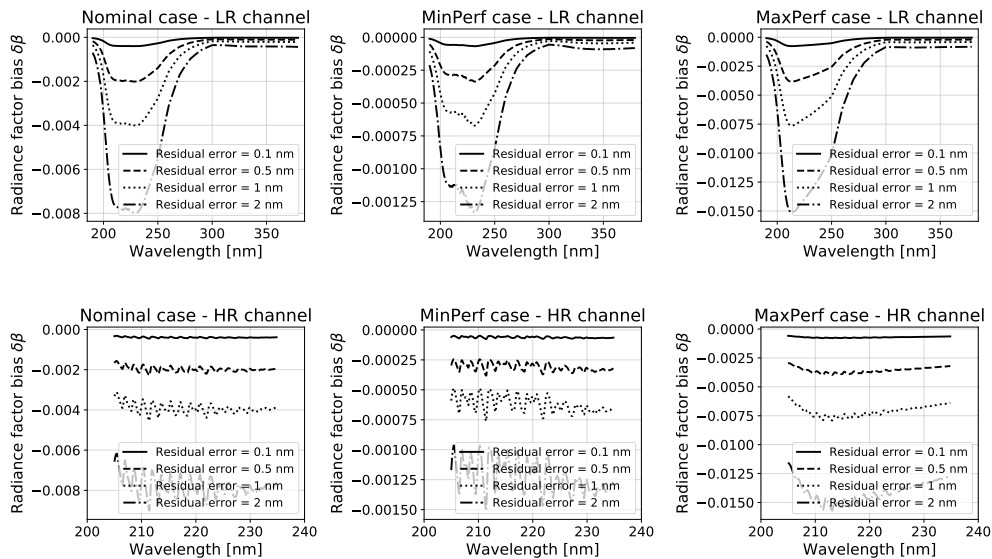 Nominal case - LR channel
0.000
−0.002
−0.004
−0.006
−0.008
Radiance factor bias δβ
Residual error = 0.1 nm
Residual error = 0.5 nm
Residual error = 1 nm
Residual error = 2 nm
200 250 300 350
Wavelength [nm]
MinPerf case - LR channel
0.00000
−0.00025
−0.00050
−0.00075
−0.00100
−0.00125
Radiance factor bias δβ
Residual error = 0.1 nm
Residual error = 0.5 nm
Residual error = 1 nm
Residual error = 2 nm
200 250 300 350
Wavelength [nm]
MaxPerf case - LR channel
0.0000
−0.0025
−0.0050
−0.0075
−0.0100
−0.0125
−0.0150
Radiance factor bias δβ
Residual error = 0.1 nm
Residual error = 0.5 nm
Residual error = 1 nm
Residual error = 2 nm
200 250 300 350
Wavelength [nm]
Nominal case - HR channel
0.000
−0.002
−0.004
−0.006
−0.008
Radiance factor bias δβ
Residual error = 0.1 nm
Residual error = 0.5 nm
Residual error = 1 nm
Residual error = 2 nm
200 210 220 230 240
Wavelength [nm]
MinPerf case - HR channel
0.00000
−0.00025
−0.00050
−0.00075
−0.00100
−0.00125
−0.00150
Radiance factor bias δβ
Residual error = 0.1 nm
Residual error = 0.5 nm
Residual error = 1 nm
Residual error = 2 nm
200 210 220 230 240
Wavelength [nm]
MaxPerf case - HR channel
0.0000
−0.0025
−0.0050
−0.0075
−0.0100
−0.0125
−0.0150
Radiance factor bias δβ
Residual error = 0.1 nm
Residual error = 0.5 nm
Residual error = 1 nm
Residual error = 2 nm
200 210 220 230 240
Wavelength [nm]